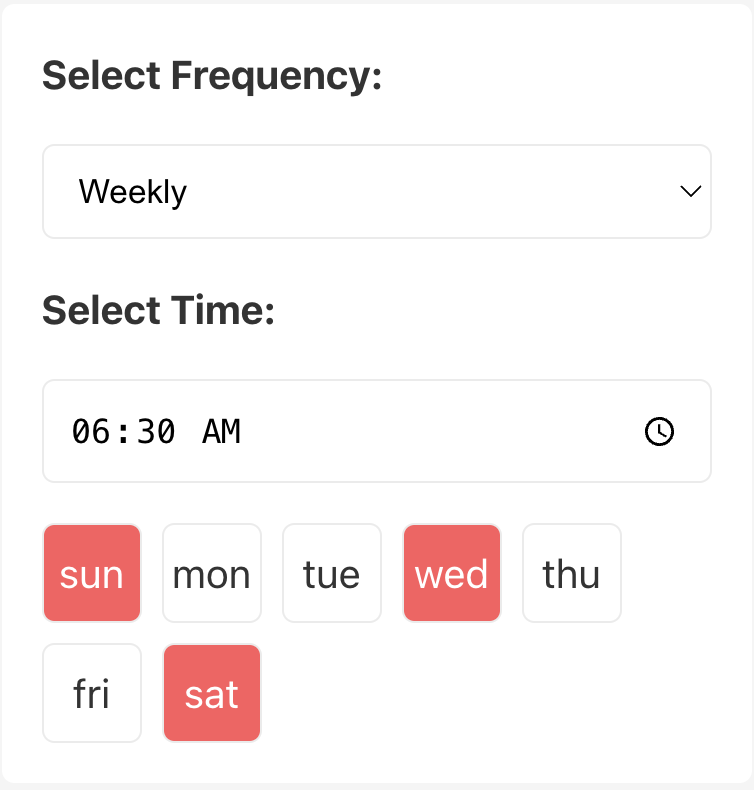 Select Frequency:
Weekly
Select Time:
06:30 AM
sun mon tue wed thu
fri sat